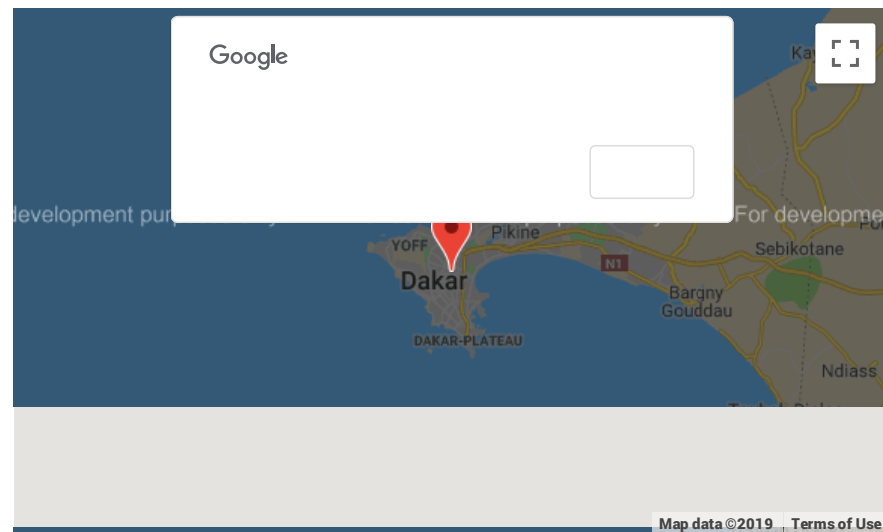 Google
Kay
development pur
For developme
YOFF
Pikine
Sebikotane
N1
Dakar
Bargny
Gouddau
DAKAR-PLATEAU
Ndiass
Map data ©2019
Terms of Use